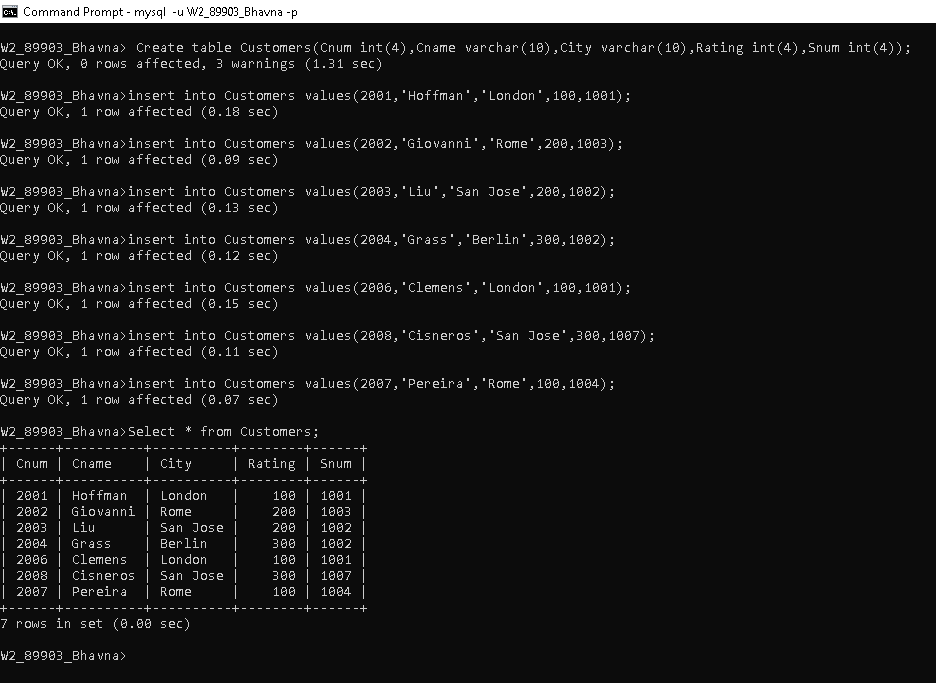 Command Prompt - mysql -u W2_89903_Bhavna -p
W2_89903_Bhavna> Create table Customers(Cnum int(4),Cname varchar(10),City varchar(10),Rating int(4),Snum int(4));
Query OK, 0 rows affected, 3 warnings (1.31 sec)
W2_89903_Bhavna>insert into Customers values(2001,'Hoffman','London',100,1001);
Query OK, 1 row affected (0.18 sec)
W2_89903_Bhavna>insert into Customers values(2002,'Giovanni','Rome',200,1003);
Query OK, 1 row affected (0.09 sec)
W2_89903_Bhavna>insert into Customers values(2003,'Liu','San Jose',200,1002);
Query OK, 1 row affected (0.13 sec)
W2_89903_Bhavna>insert into Customers values(2004,'Grass','Berlin',300,1002);
Query OK, 1 row affected (0.12 sec)
W2_89903_Bhavna>insert into Customers values(2006,'Clemens','London',100,1001);
Query OK, 1 row affected (0.15 sec)
W2_89903_Bhavna>insert into Customers values(2008,'Cisneros','San Jose',300,1007);
Query OK, 1 row affected (0.11 sec)
W2_89903_Bhavna>insert into Customers values(2007,'Pereira','Rome',100,1004);
Query OK, 1 row affected (0.07 sec)
W2_89903_Bhavna>Select * from Customers;
+------+----------+----------+--------+------+
| Cnum | Cname    | City     | Rating | Snum |
+------+----------+----------+--------+------+
| 2001 | Hoffman  | London   |    100 | 1001 |
| 2002 | Giovanni | Rome     |    200 | 1003 |
| 2003 | Liu      | San Jose |    200 | 1002 |
| 2004 | Grass    | Berlin   |    300 | 1002 |
| 2006 | Clemens  | London   |    100 | 1001 |
| 2008 | Cisneros | San Jose |    300 | 1007 |
| 2007 | Pereira  | Rome     |    100 | 1004 |
+------+----------+----------+--------+------+
7 rows in set (0.00 sec)
W2_89903_Bhavna>